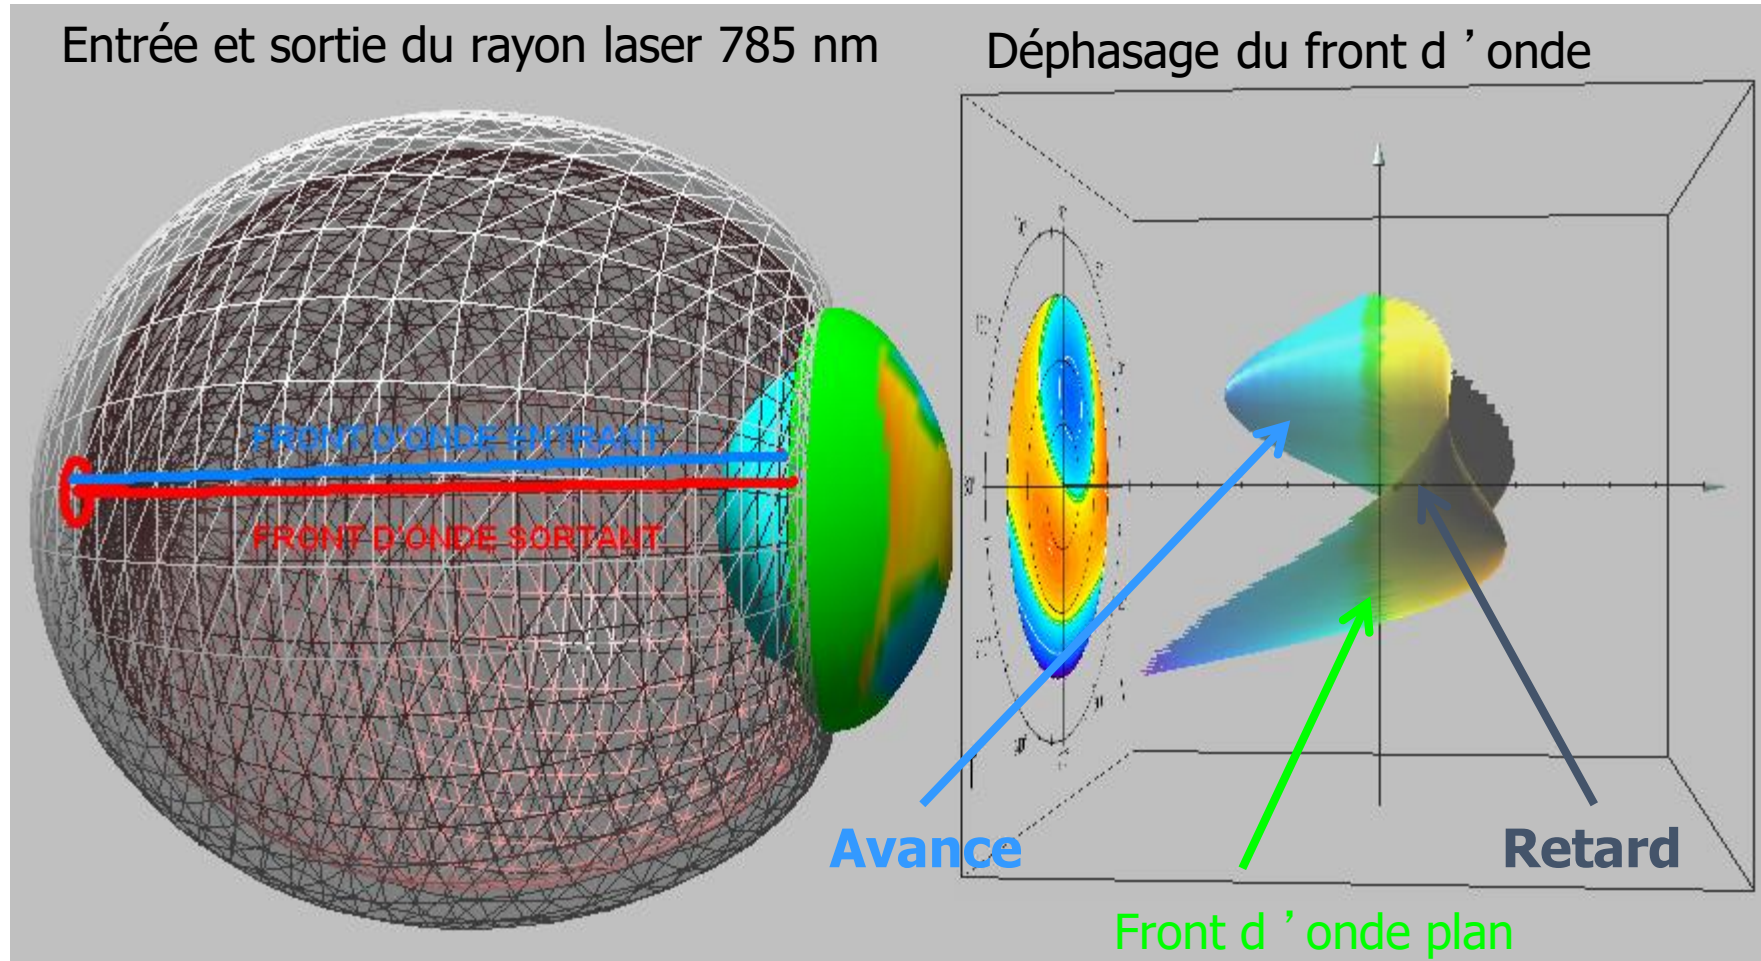 Entrée et sortie du rayon laser 785 nm
Déphasage du front d ’ onde
FRONT D'ONDE ENTRANT
FRONT D'ONDE SORTANT
Avance
Retard
Front d ’ onde plan